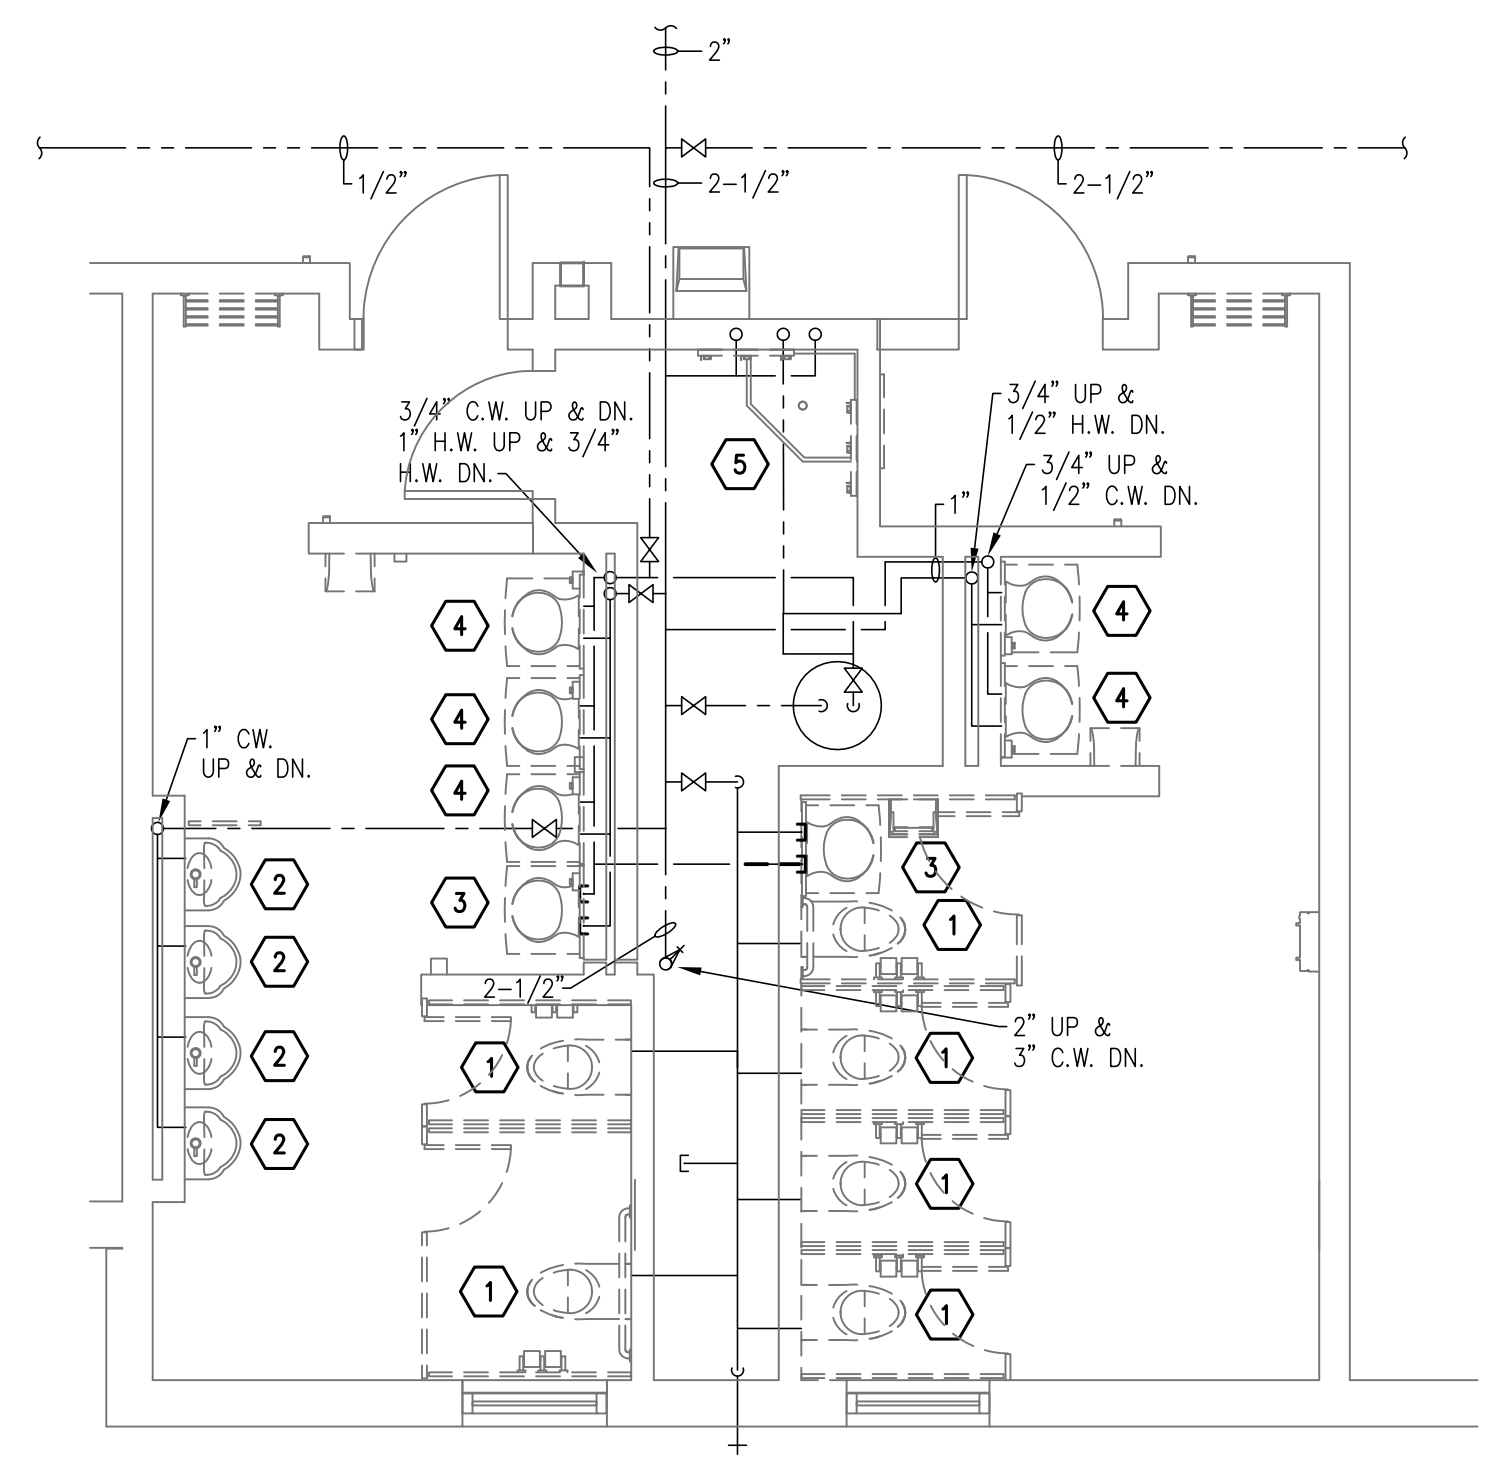 2"
1/2"
2-1/2"
2-1/2"
3/4" C.W. UP & DN.
1" H.W. UP & 3/4"
H.W. DN.
3/4" UP &
1/2" H.W. DN.
3/4" UP &
1/2" C.W. DN.
5
1"
4
4
4
4
4
1" CW.
UP & DN.
3
3
2
1
2
2-1/2"
2" UP &
3" C.W. DN.
2
1
1
2
1
1
1